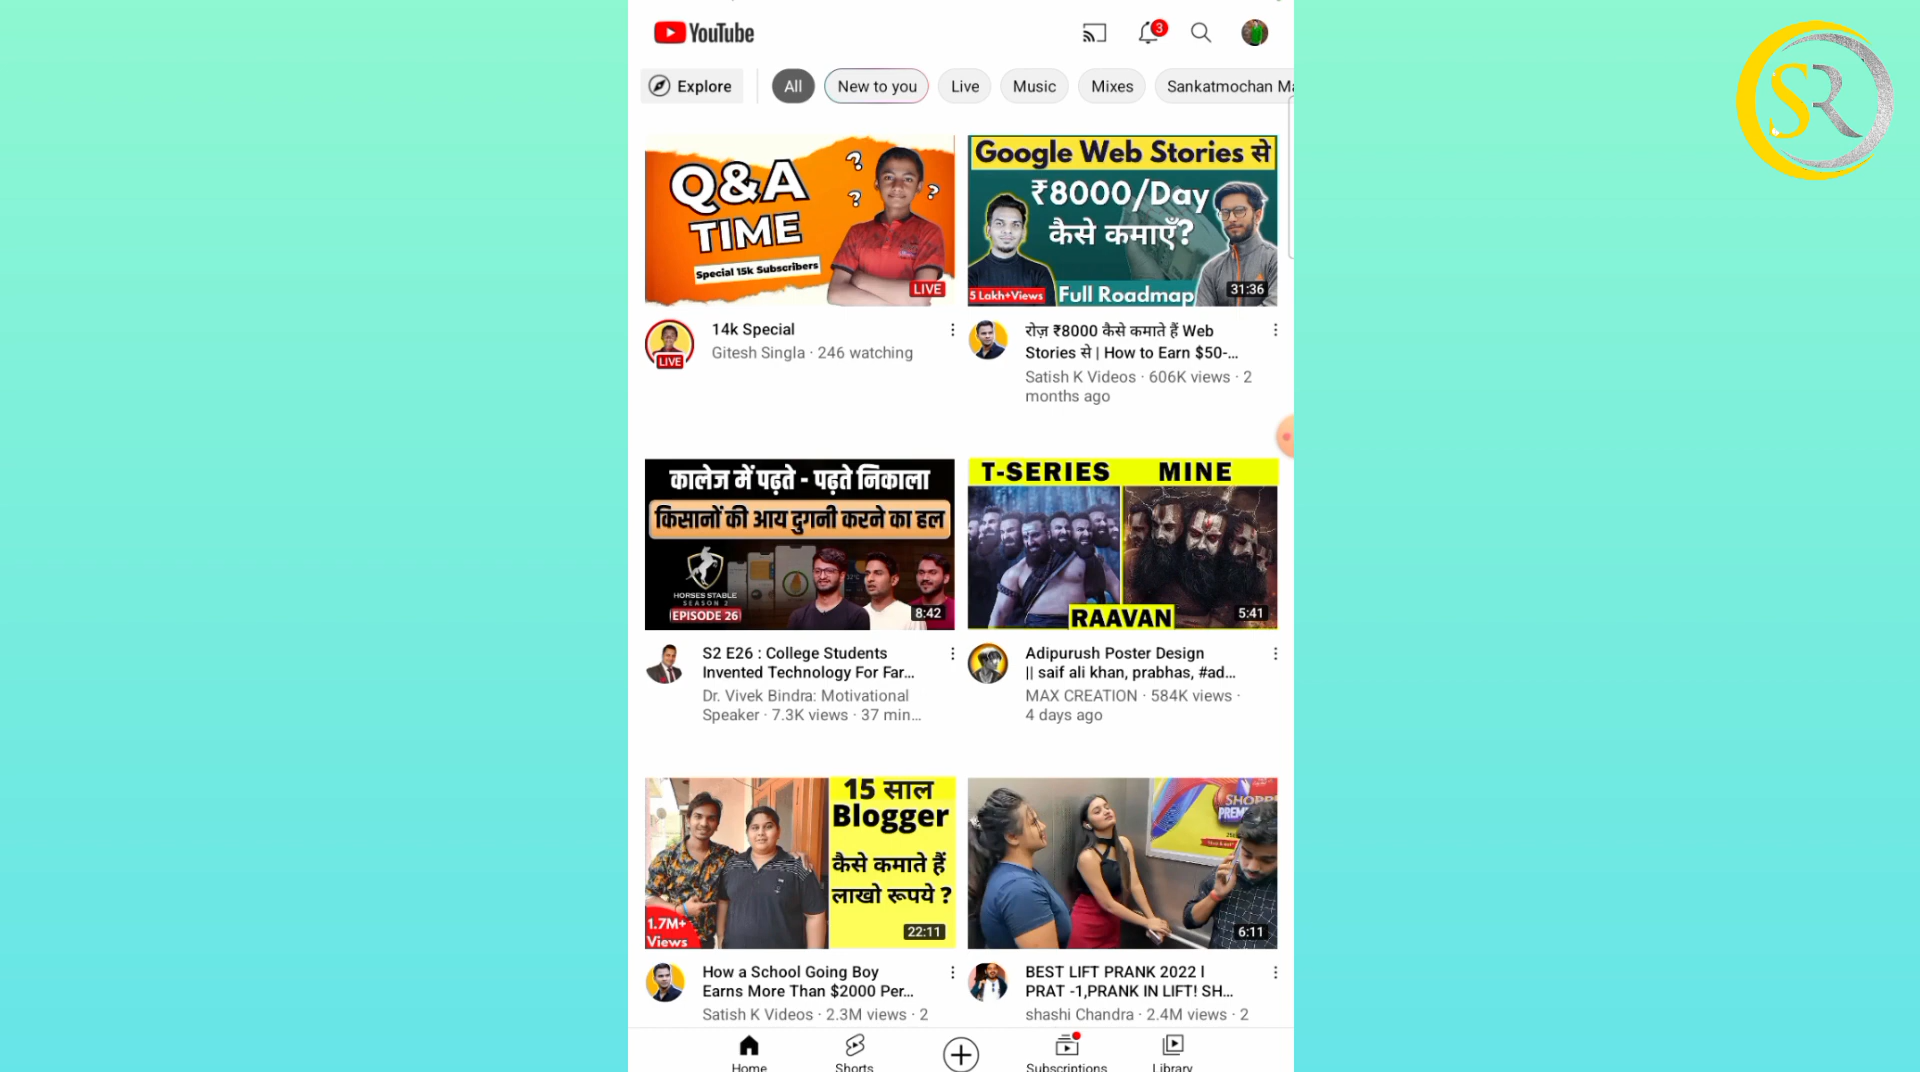 YouTube
3
Explore
All
New to you
Live
Music
Mixes
Sankatmochan Ma
SR
Q&A
TIME
Special 15k Subscribers
LIVE
LIVE
14k Special
Gitesh Singla · 246 watching
Google Web Stories से
₹8000/Day
कैसे कमाएँ?
5 Lakh+Views
Full Roadmap
31:36
रोज़ ₹8000 कैसे कमाते हैं Web
Stories से | How to Earn $50-...
Satish K Videos · 606K views · 2
months ago
कालेज में पढ़ते - पढ़ते निकाला
किसानों की आय दुगनी करने का हल
HORSES STABLE
SEASON 2
EPISODE 26
8:42
S2 E26 : College Students
Invented Technology For Far...
Dr. Vivek Bindra: Motivational
Speaker · 7.3K views · 37 min...
T-SERIES MINE
RAAVAN
5:41
Adipurush Poster Design
|| saif ali khan, prabhas, #ad...
MAX CREATION · 584K views ·
4 days ago
15 साल
Blogger
कैसे कमाते हैं
लाखो रूपये ?
1.7M+
Views
22:11
How a School Going Boy
Earns More Than $2000 Per...
Satish K Videos · 2.3M views · 2
6:11
BEST LIFT PRANK 2022 l
PRAT -1,PRANK IN LIFT! SH...
shashi Chandra · 2.4M views · 2
Home
Shorts
Subscriptions
Library